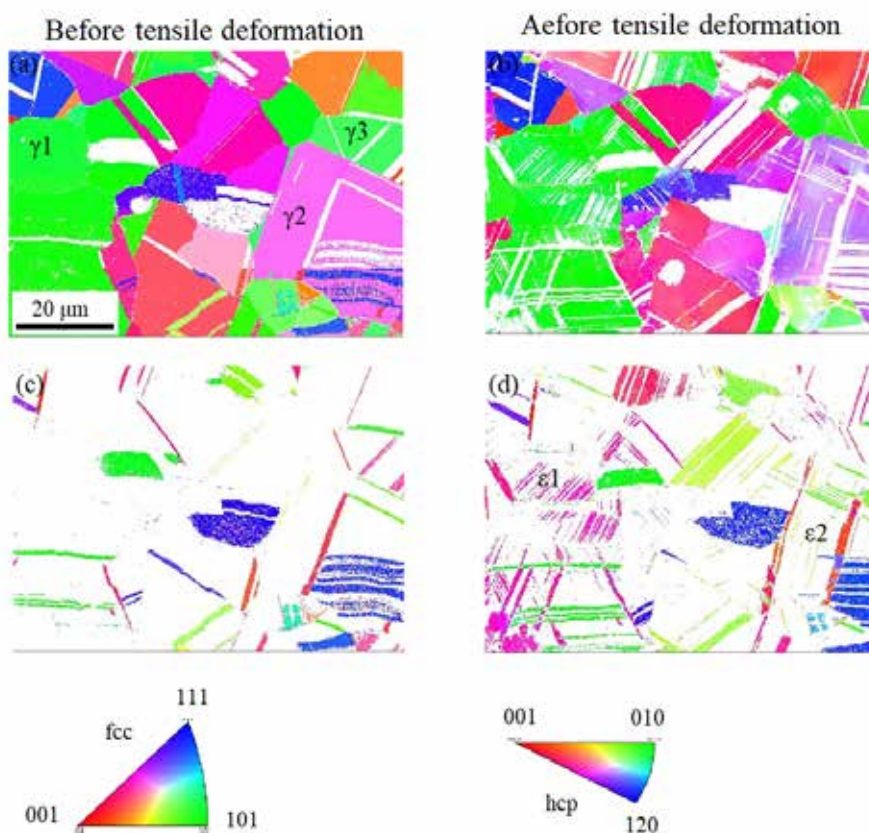 Before tensile deformation
Aefore tensile deformation
(a)
(b)
γ1
γ3
γ2
20 μm
(c)
(d)
ε1
ε2
111
fcc
001
101
001
010
hcp
120